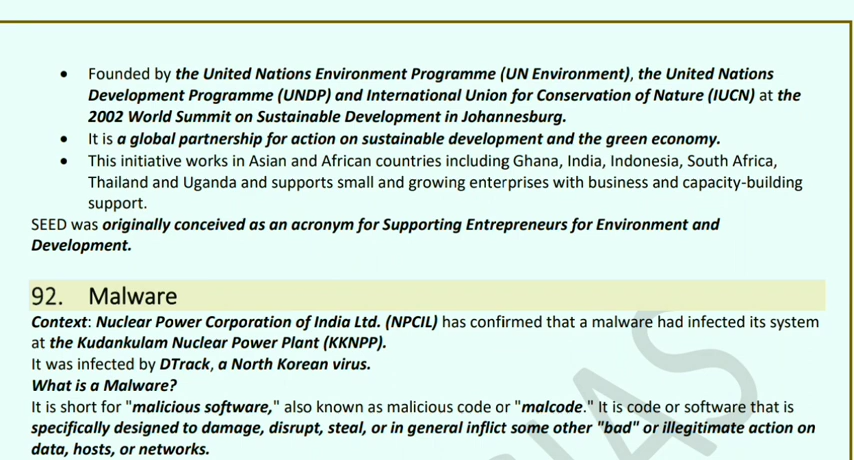 • Founded by the United Nations Environment Programme (UN Environment), the United Nations
Development Programme (UNDP) and International Union for Conservation of Nature (IUCN) at the
2002 World Summit on Sustainable Development in Johannesburg.
• It is a global partnership for action on sustainable development and the green economy.
• This initiative works in Asian and African countries including Ghana, India, Indonesia, South Africa,
Thailand and Uganda and supports small and growing enterprises with business and capacity-building
support.
SEED was originally conceived as an acronym for Supporting Entrepreneurs for Environment and
Development.
92. Malware
Context: Nuclear Power Corporation of India Ltd. (NPCIL) has confirmed that a malware had infected its system
at the Kudankulam Nuclear Power Plant (KKNPP).
It was infected by DTrack, a North Korean virus.
What is a Malware?
It is short for "malicious software," also known as malicious code or "malcode." It is code or software that is
specifically designed to damage, disrupt, steal, or in general inflict some other "bad" or illegitimate action on
data, hosts, or networks.
IAS